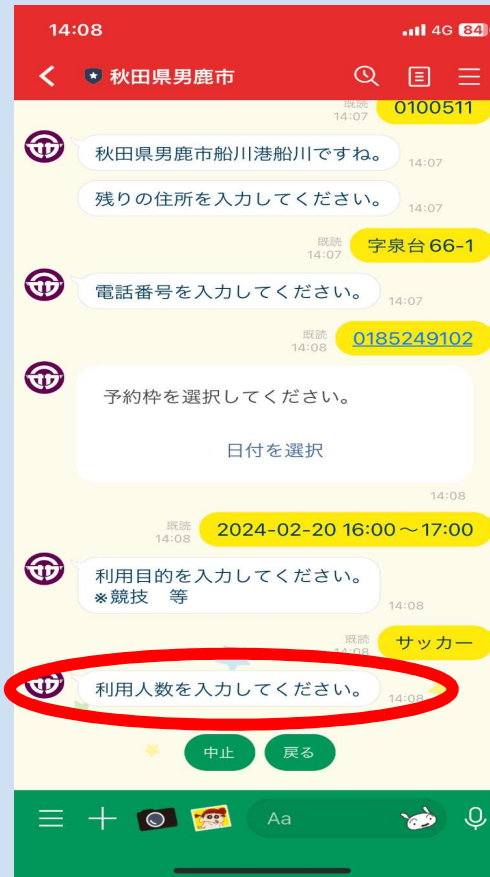 14:08
4G 84
秋田県男鹿市
既読
14:07
0100511
秋田県男鹿市船川港船川ですね。
14:07
残りの住所を入力してください。
14:07
既読
14:07
字泉台66-1
電話番号を入力してください。
14:07
既読
14:08
0185249102
予約枠を選択してください。
日付を選択
14:08
既読
14:08
2024-02-20 16:00～17:00
利用目的を入力してください。
※競技　等
14:08
既読
14:08
サッカー
利用人数を入力してください。
14:08
中止
戻る
Aa